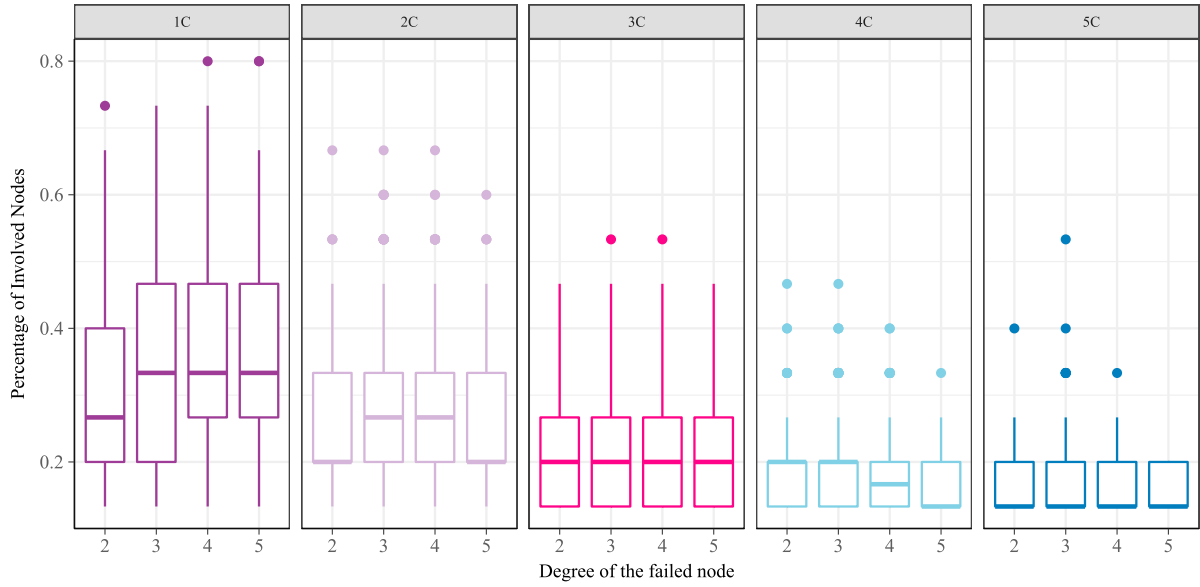 1C 2C 3C 4C 5C
Percentage of Involved Nodes
0.8
0.6
0.4
0.2
2 3 4 5 2 3 4 5 2 3 4 5 2 3 4 5 2 3 4 5
Degree of the failed node